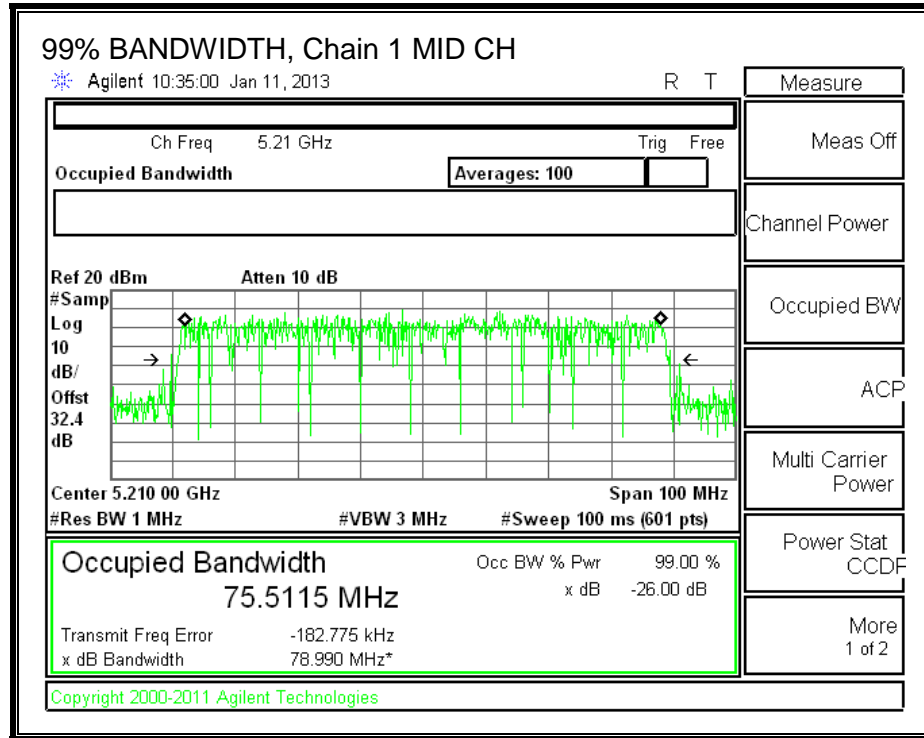 99% BANDWIDTH, Chain 1 MID CH
Agilent 10:35:00 Jan 11, 2013 R T
Measure
Ch Freq 5.21 GHz Trig Free
Occupied Bandwidth Averages: 100
Ref 20 dBm Atten 10 dB
#Samp
Log
10
dB/
Offst
32.4
dB
Center 5.210 00 GHz Span 100 MHz
#Res BW 1 MHz #VBW 3 MHz #Sweep 100 ms (601 pts)
Occupied Bandwidth Occ BW % Pwr 99.00 %
75.5115 MHz x dB -26.00 dB
Transmit Freq Error -182.775 kHz
x dB Bandwidth 78.990 MHz*
Copyright 2000-2011 Agilent Technologies
Meas Off
Channel Power
Occupied BW
ACP
Multi Carrier
Power
Power Stat
CCDF
More
1 of 2